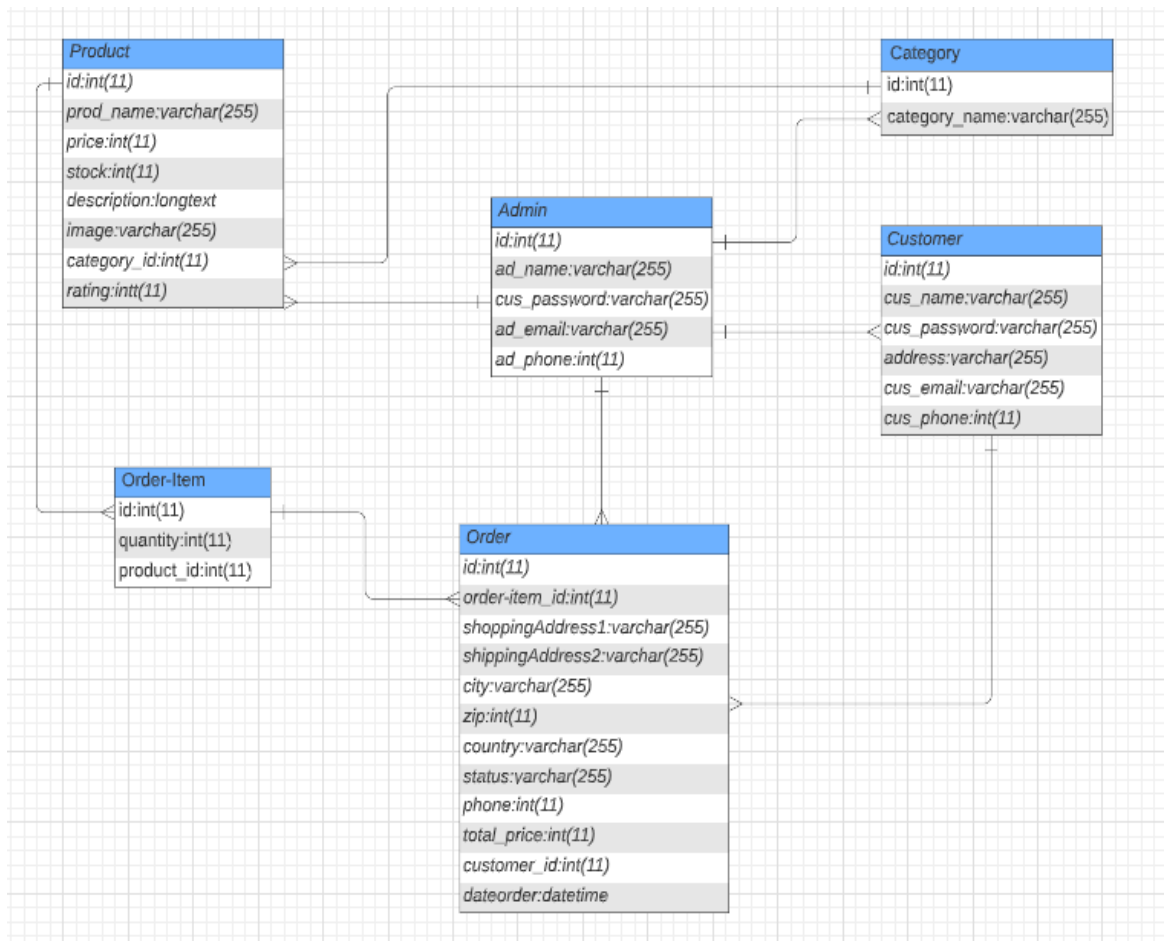 Product
id:int(11)
prod_name:varchar(255)
price:int(11)
stock:int(11)
description:longtext
image:varchar(255)
category_id:int(11)
rating:intt(11)
Category
id:int(11)
category_name:varchar(255)
Admin
id:int(11)
ad_name:varchar(255)
cus_password:varchar(255)
ad_email:varchar(255)
ad_phone:int(11)
Customer
id:int(11)
cus_name:varchar(255)
cus_password:varchar(255)
address:varchar(255)
cus_email:varchar(255)
cus_phone:int(11)
Order-Item
id:int(11)
quantity:int(11)
product_id:int(11)
Order
id:int(11)
order-item_id:int(11)
shoppingAddress1:varchar(255)
shippingAddress2:varchar(255)
city:varchar(255)
zip:int(11)
country:varchar(255)
status:varchar(255)
phone:int(11)
total_price:int(11)
customer_id:int(11)
dateorder:datetime